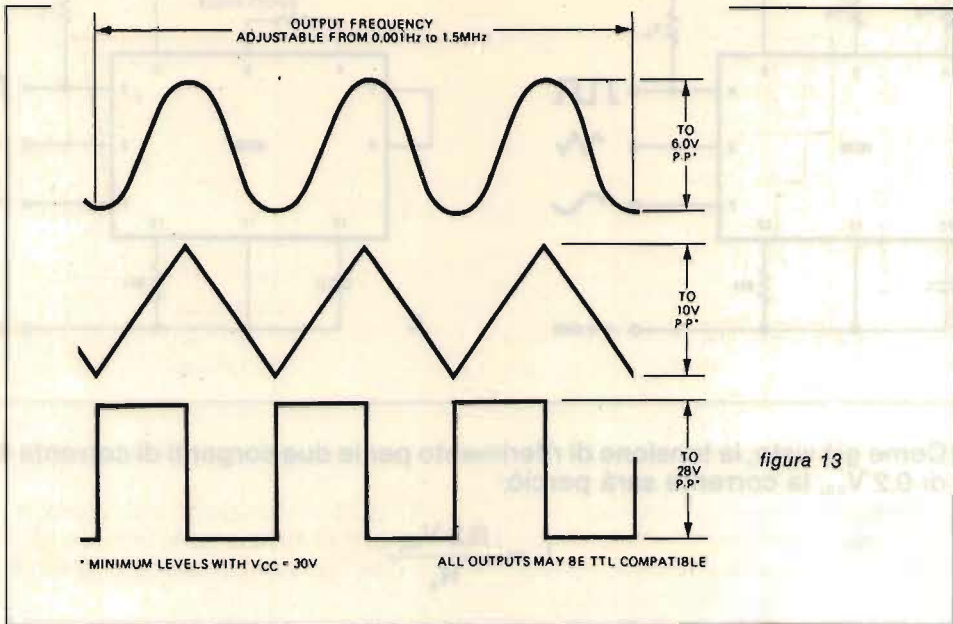 OUTPUT FREQUENCY
ADJUSTABLE FROM 0,001Hz to 1.5MHz
TO
6.0V
P-P*
TO
10V
P-P*
TO
28V
P-P*
figura 13
Come già visto, la tensione di riferimento per le due sorgenti di corrente
di 0,2 V
la corrente sarà perciò:
* MINIMUM LEVELS WITH VCC = 30V
ALL OUTPUTS MAY BE TTL COMPATIBLE